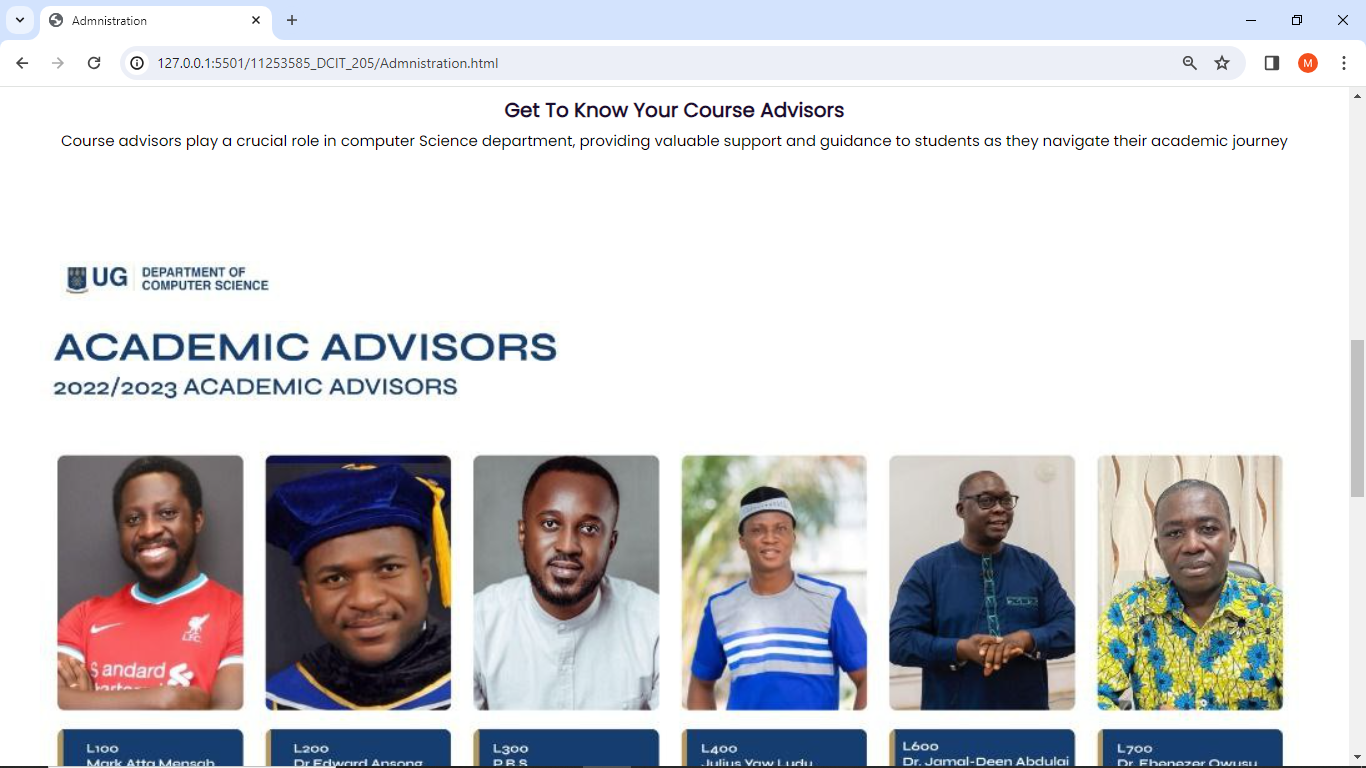 Admnistration
127.0.0.1:5501/11253585_DCIT_205/Admnistration.html
M
Get To Know Your Course Advisors
Course advisors play a crucial role in computer Science department, providing valuable support and guidance to students as they navigate their academic journey
UG DEPARTMENT OF
COMPUTER SCIENCE
ACADEMIC ADVISORS
2022/2023 ACADEMIC ADVISORS
L.F.C.
andard
L100
Mark Atta Mensah
L200
Dr Edward Ansong
L300
P.B.S
L400
Julius Yaw Ludu
L600
Dr. Jamal-Deen Abdulai
L700
Dr. Ebenezer Owusu